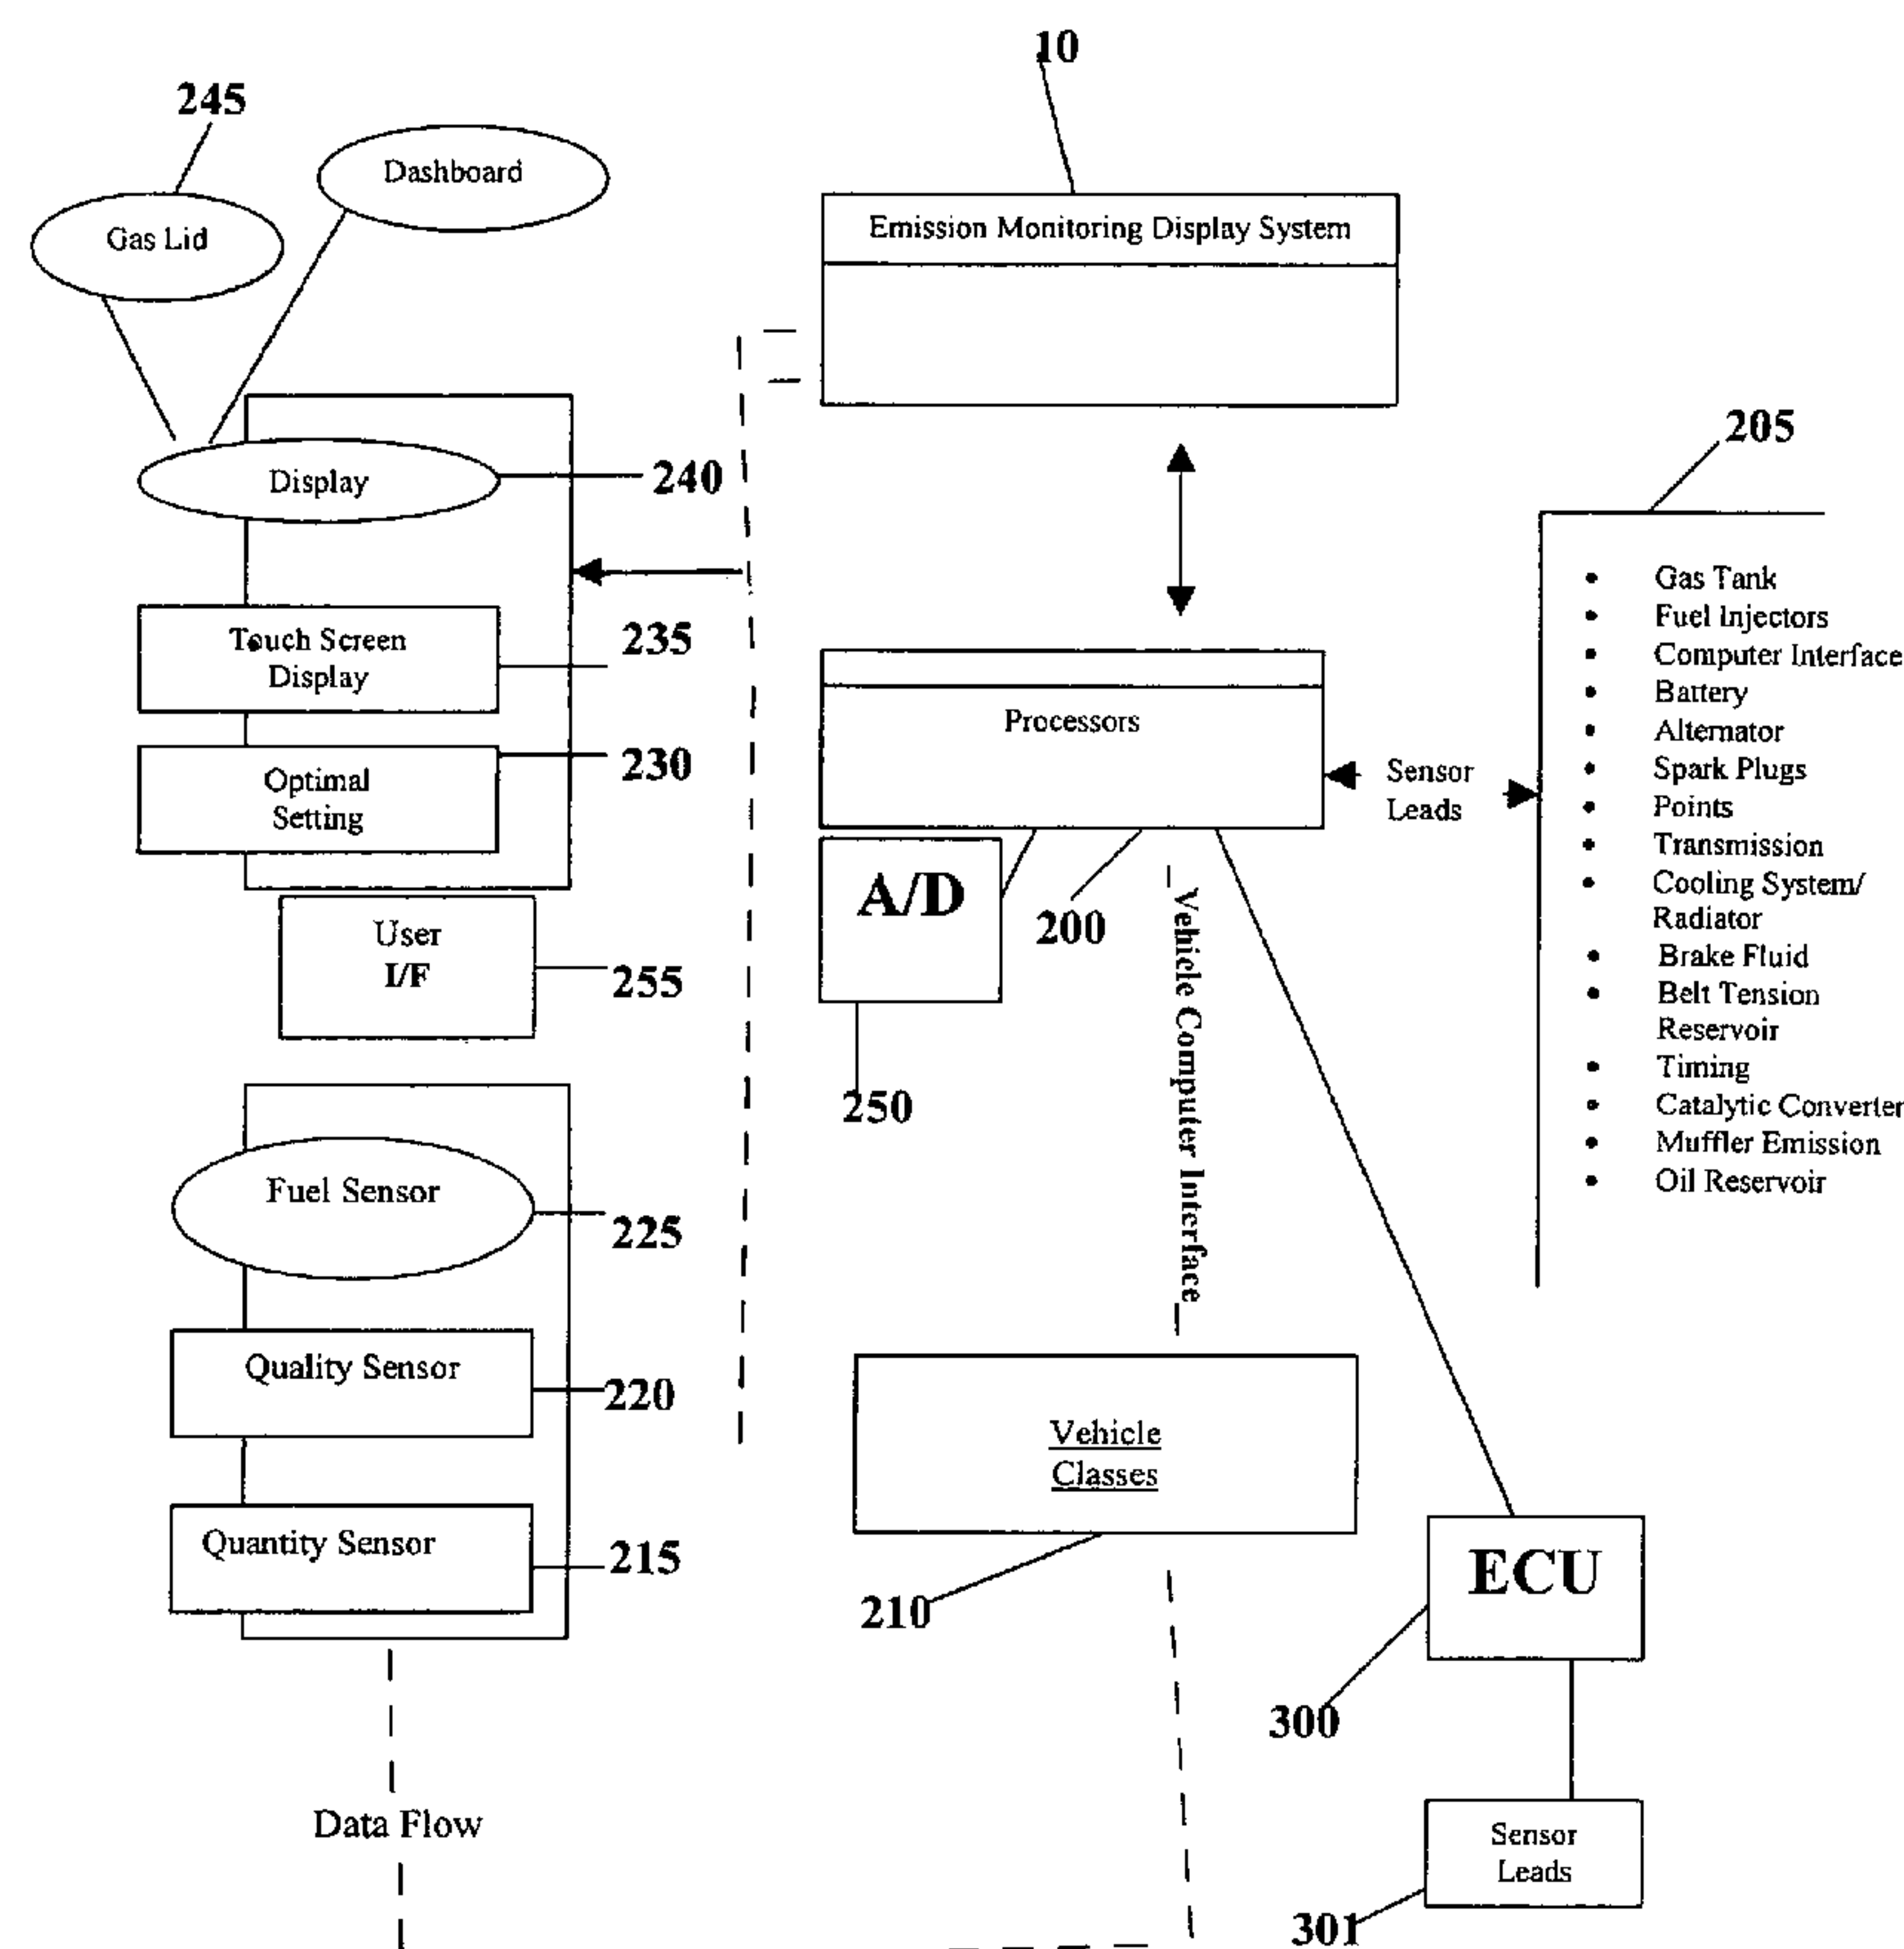 10
245
Dashboard
Gas Lid
Emission Monitoring Display System
205
Display
240
Gas Tank
Fuel Injectors
Computer Interface
Battery
Alternator
Spark Plugs
Points
Transmission
Cooling System/
Radiator
Brake Fluid
Belt Tension
Reservoir
Timing
Catalytic Converter
Muffler Emission
Oil Reservoir
Touch Screen
Display
235
Processors
Optimal
Setting
230
Sensor
Leads
A/D
200
User
I/F
255
Vehicle Computer Interface
250
Fuel Sensor
225
Quality Sensor
220
Vehicle
Classes
Quantity Sensor
215
210
ECU
300
Data Flow
Sensor
Leads
301